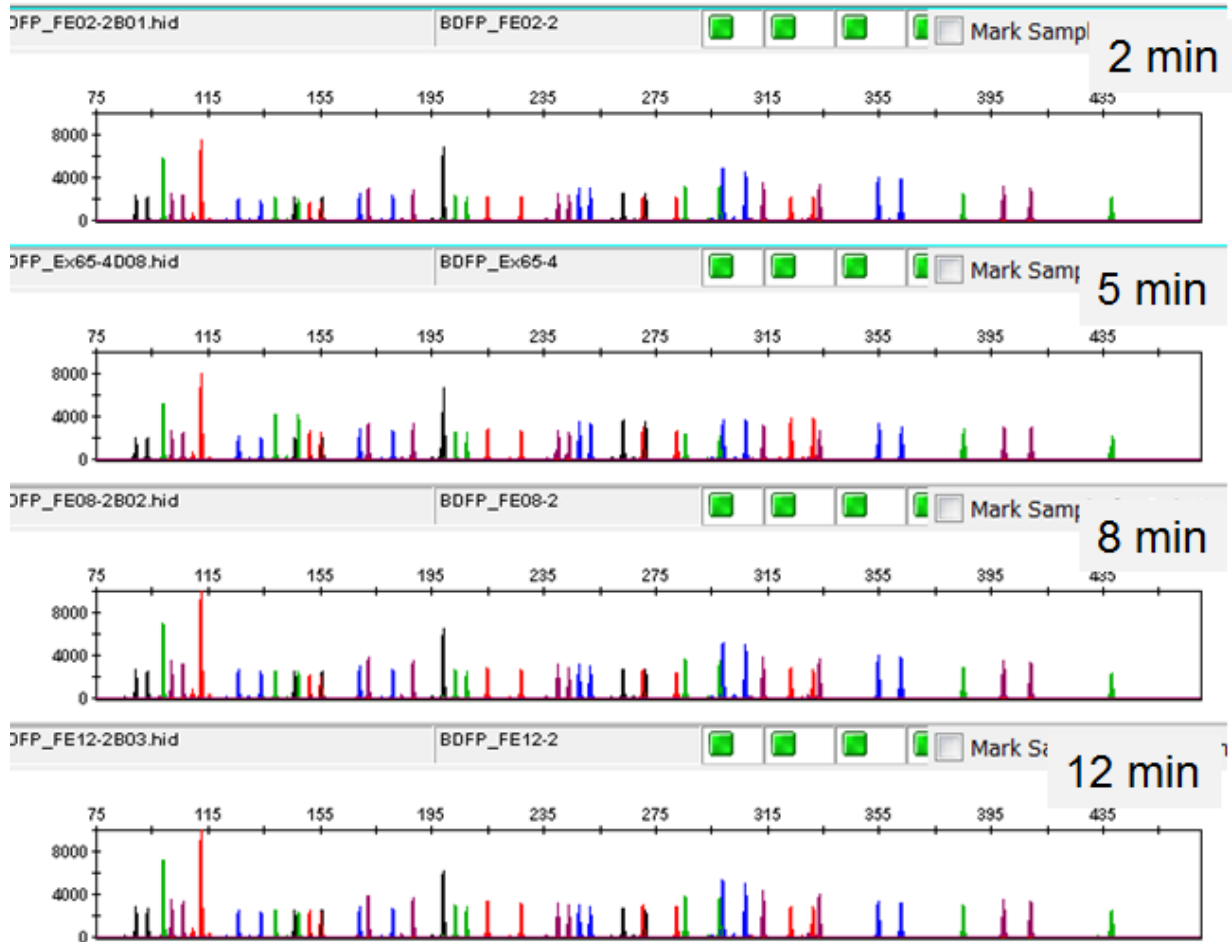 DFP_FE02-2B01.hid BDFP_FE02-2 Mark Sampl 2 min
75 115 155 195 235 275 315 355 395 435
8000
4000
0
DFP_Ex65-4D08.hid BDFP_Ex65-4 Mark Samp 5 min
75 115 155 195 235 275 315 355 395 435
8000
4000
0
DFP_FE08-2B02.hid BDFP_FE08-2 Mark Samp 8 min
75 115 155 195 235 275 315 355 395 435
8000
4000
0
DFP_FE12-2B03.hid BDFP_FE12-2 Mark Sa 12 min
75 115 155 195 235 275 315 355 395 435
8000
4000
0